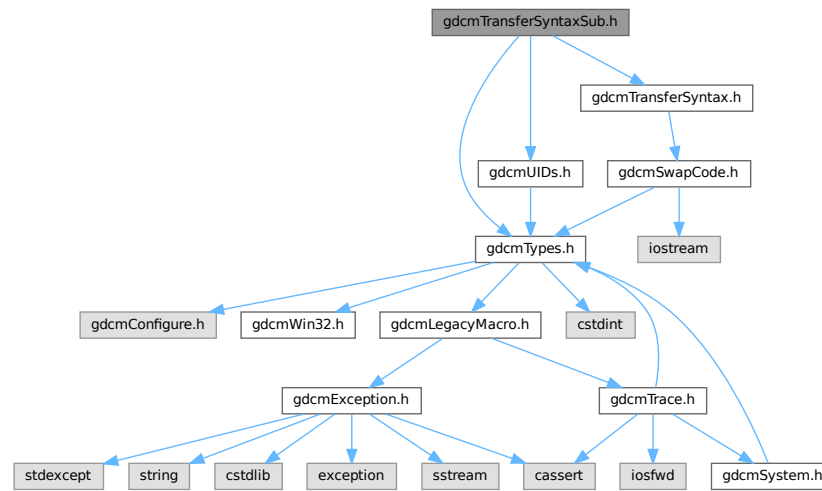 gdcmTransferSyntaxSub.h
gdcmTransferSyntax.h
gdcmUIDs.h
gdcmSwapCode.h
gdcmTypes.h
iostream
gdcmConfigure.h
gdcmWin32.h
gdcmLegacyMacro.h
cstdint
gdcmException.h
gdcmTrace.h
stdexcept
string
cstdlib
exception
sstream
cassert
iosfwd
gdcmSystem.h